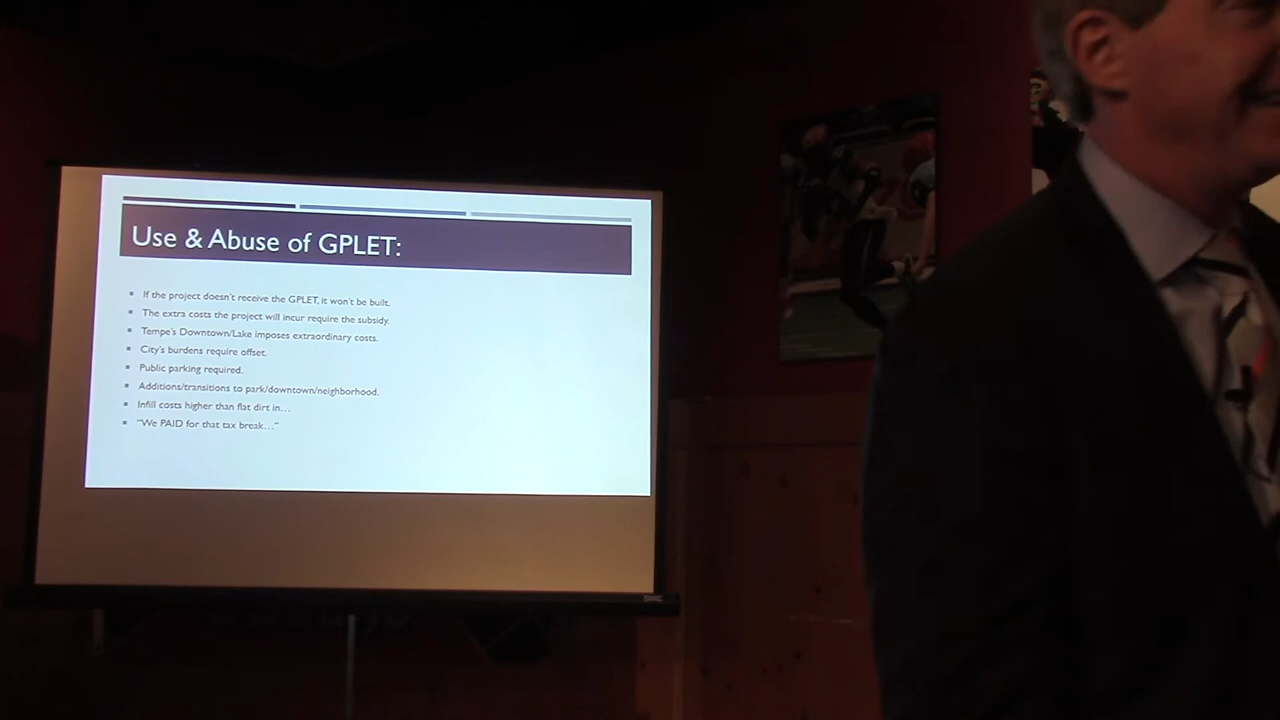 Use & Abuse of GPLET:
If the project doesn't receive the GPLET, it won't be built.
The extra costs the project will incur require the subsidy.
Tempe's Downtown/Lake imposes extraordinary costs.
City's burdens require offset.
Public parking required.
Additions/transitions to park/downtown/neighborhood.
Infill costs higher than flat dirt in…
"We PAID for that tax break…"